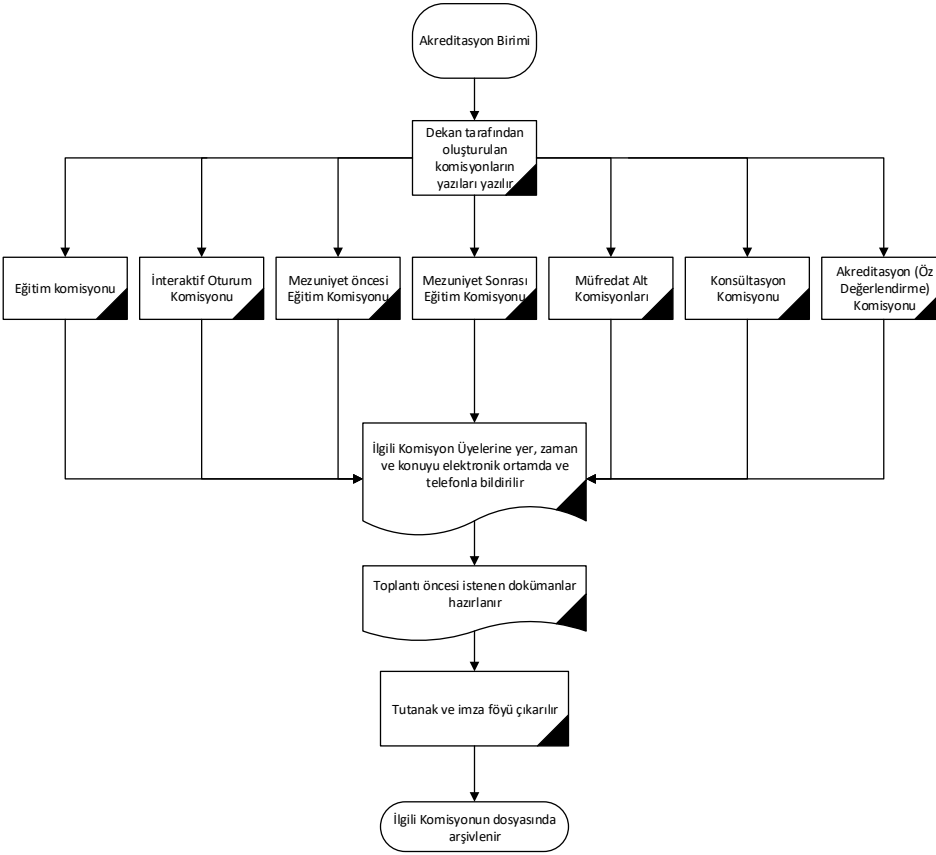 Akreditasyon Birimi
Dekan tarafından
oluşturulan
komisyonların
yazıları yazılır
Eğitim komisyonu
İnteraktif Oturum
Komisyonu
Mezuniyet öncesi
Eğitim Komisyonu
Mezuniyet Sonrası
Eğitim Komisyonu
Müfredat Alt
Komisyonları
Konsültasyon
Komisyonu
Akreditasyon (Öz
Değerlendirme)
Komisyonu
İlgili Komisyon Üyelerine yer, zaman
ve konuyu elektronik ortamda ve
telefonla bildirilir
Toplantı öncesi istenen dokümanlar
hazırlanır
Tutanak ve imza föyü çıkarılır
İlgili Komisyonun dosyasında
arşivlenir